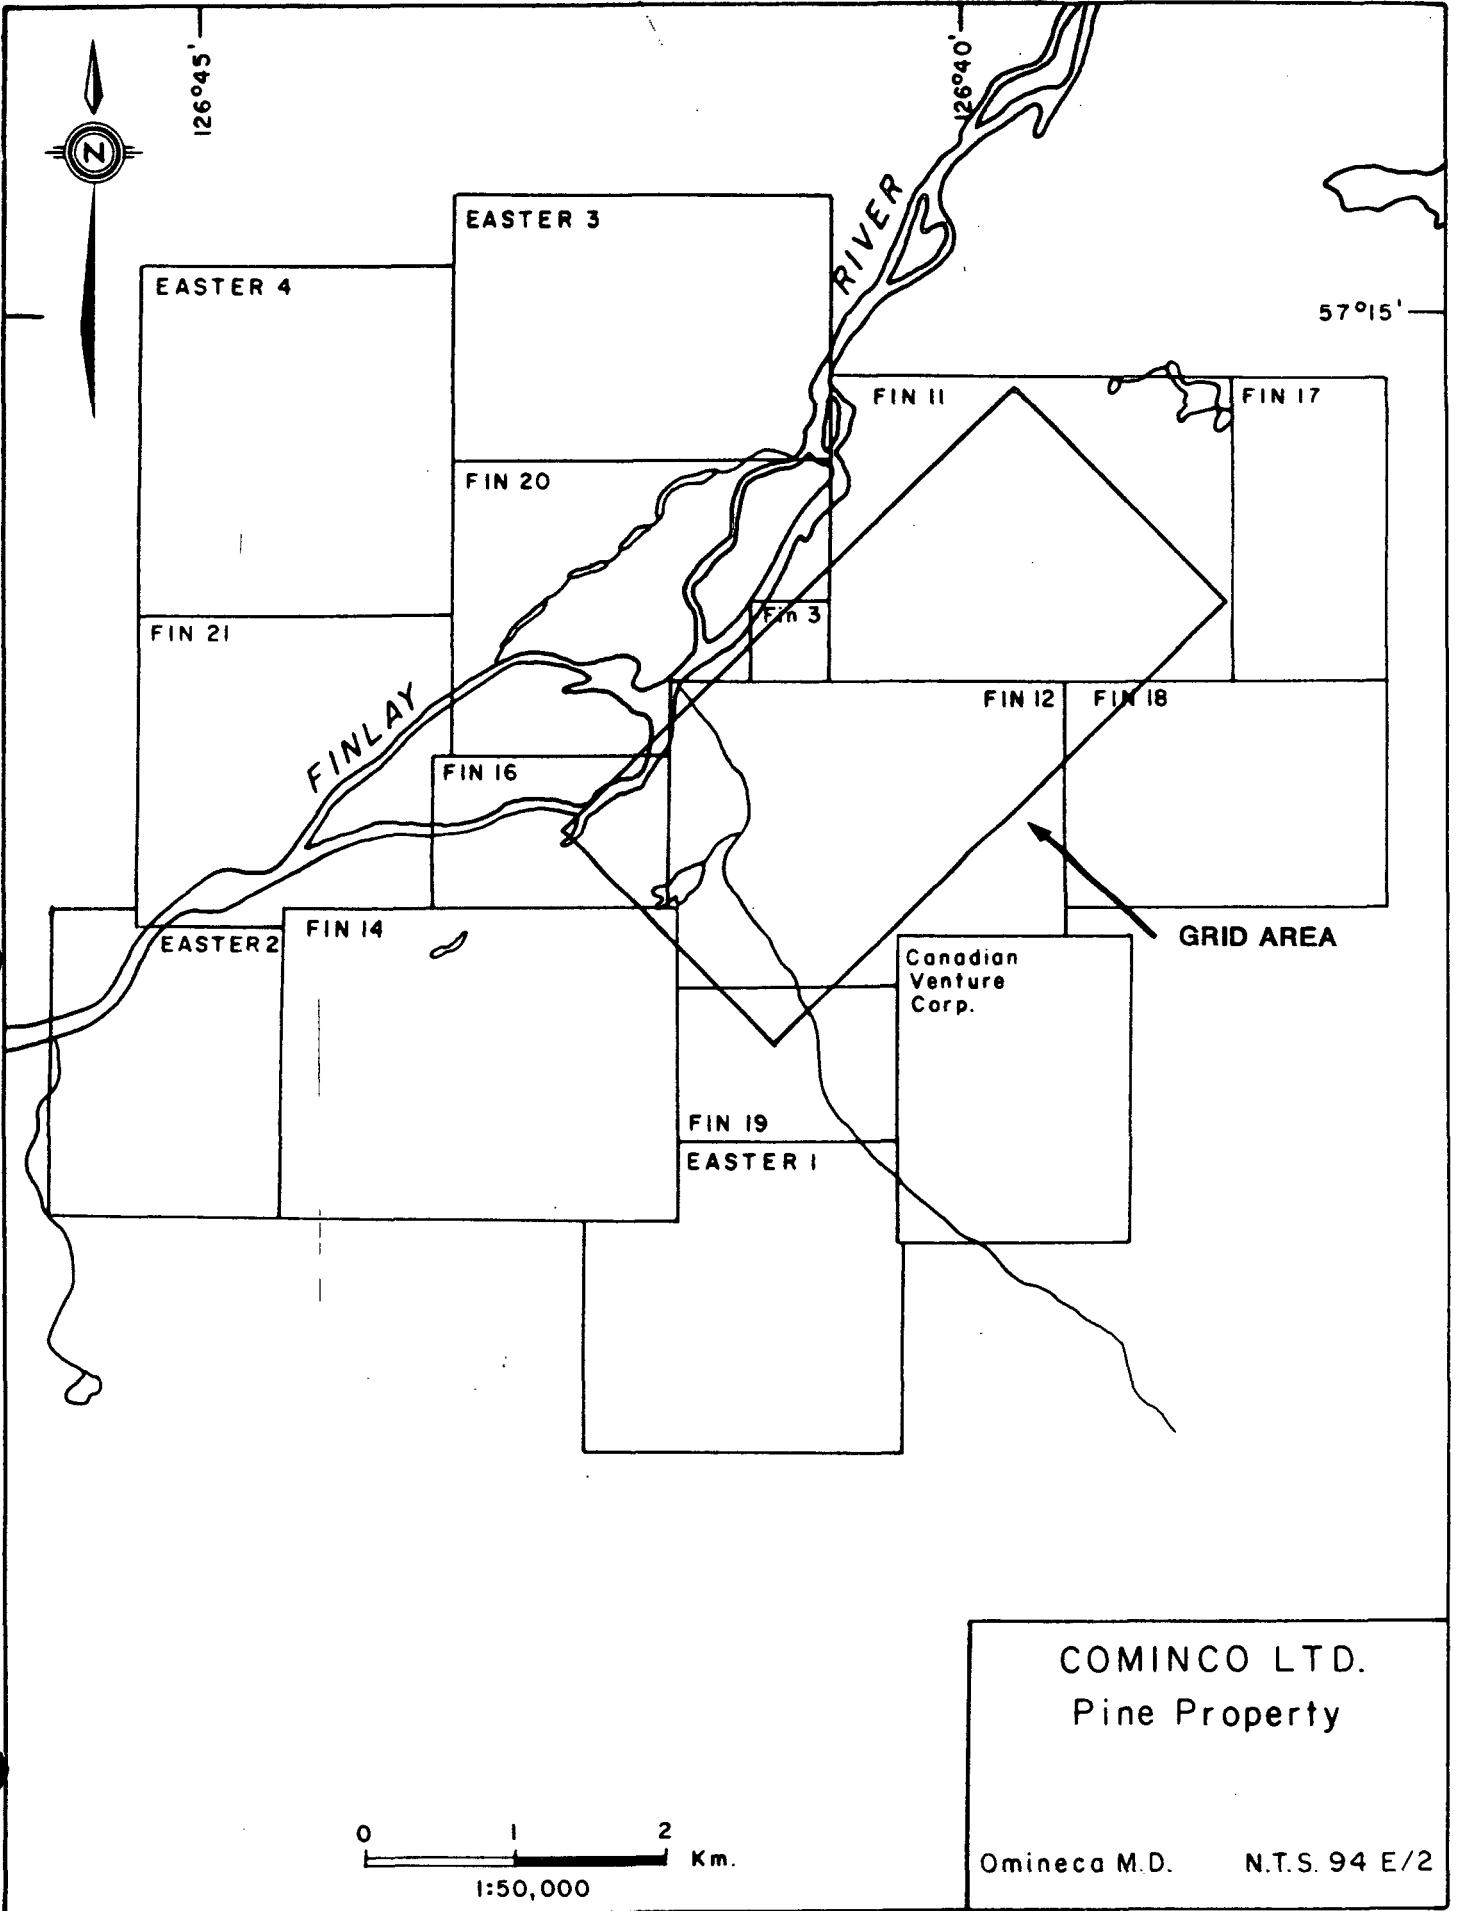 126°45'
126°40'
N
EASTER 3
RIVER
EASTER 4
57°15'
FIN 11
FIN 17
FIN 20
Fin 3
FIN 21
FIN 12
FIN 18
FINLAY
FIN 16
FIN 14
EASTER 2
GRID AREA
Canadian
Venture
Corp.
FIN 19
EASTER 1
COMINCO LTD.
Pine Property
0 1 2
Km.
1:50,000
Omineca M.D. N.T.S. 94 E/2